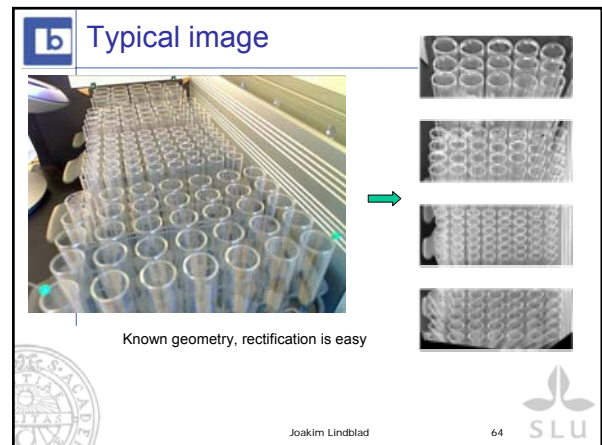 b
Typical image
Known geometry, rectification is easy
Joakim Lindblad
64
SLU